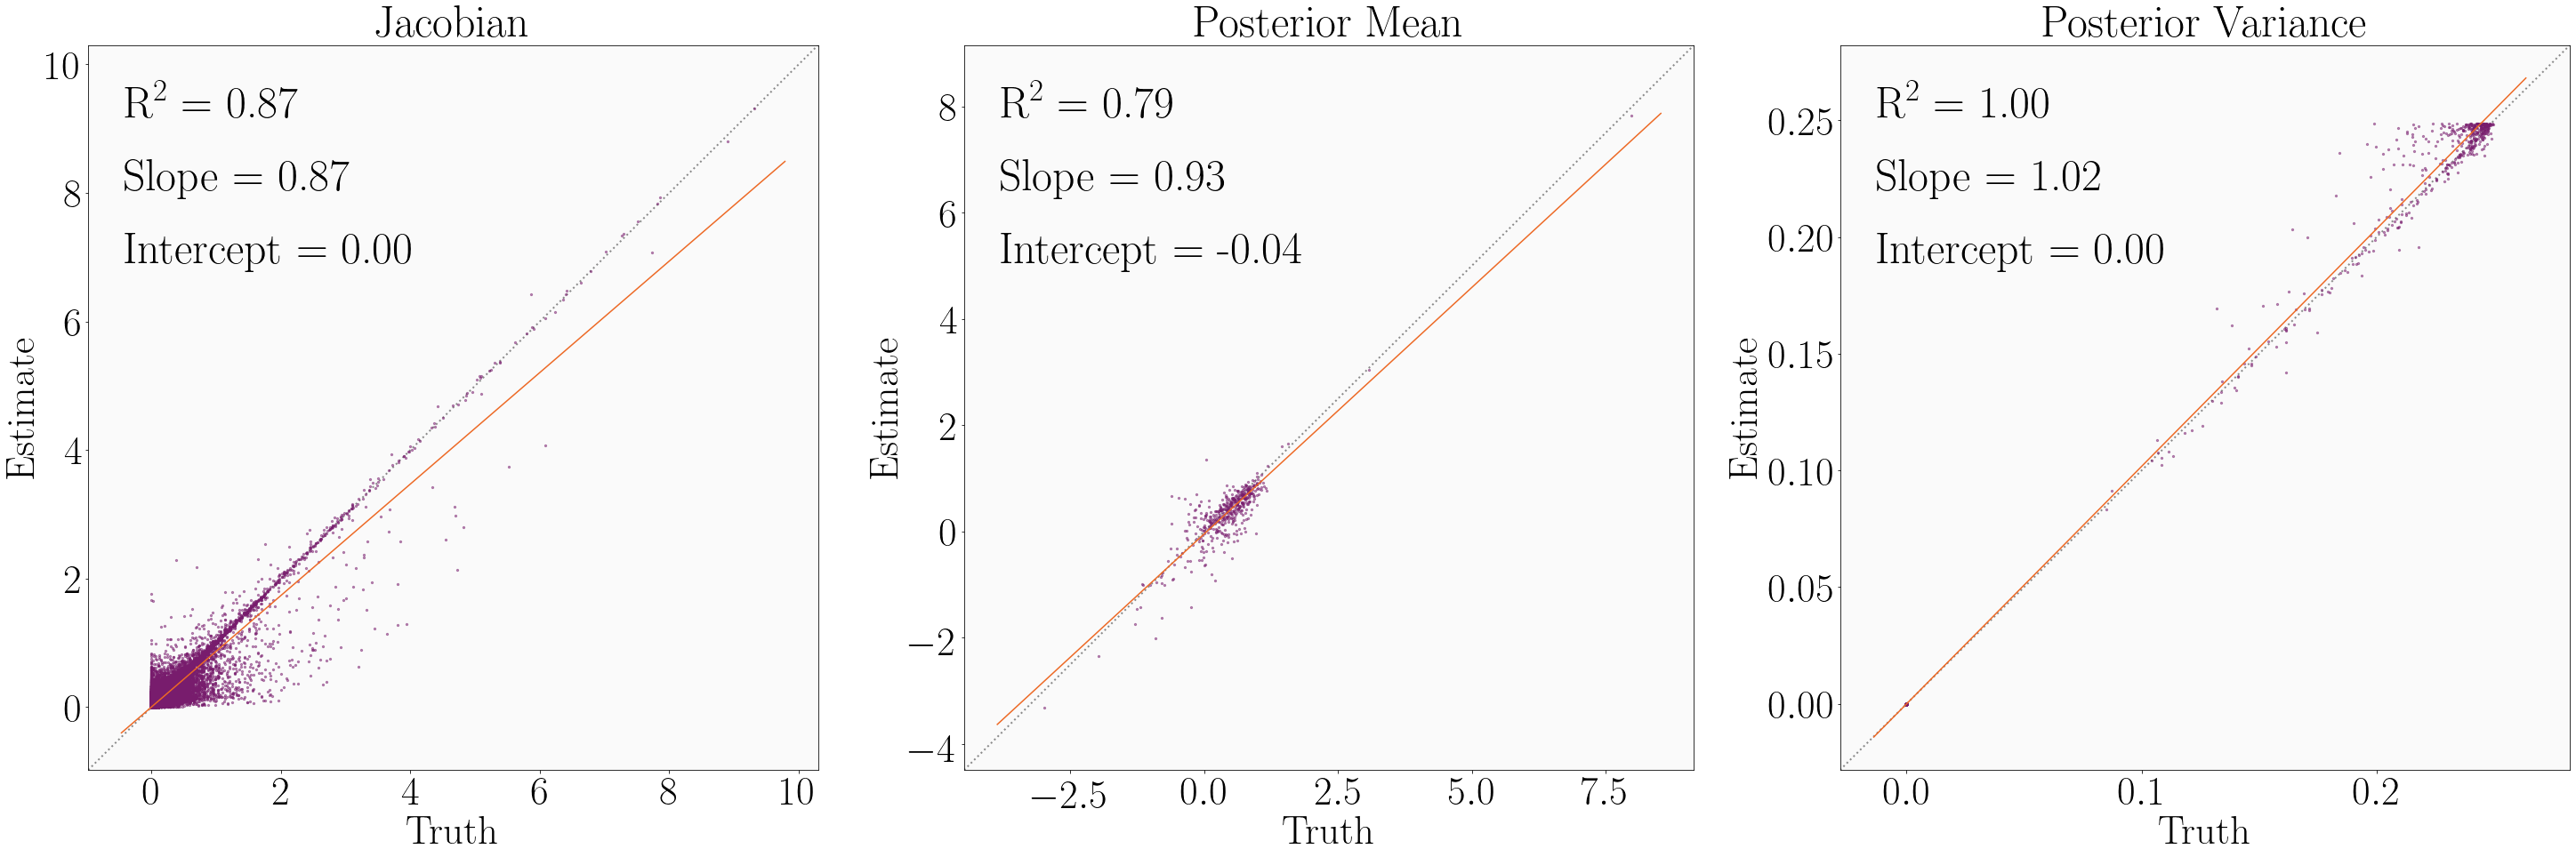 Jacobian
R² = 0.87
Slope = 0.87
Intercept = 0.00
Estimate
10
8
6
4
2
0
0 2 4 6 8 10
Truth
Posterior Mean
R² = 0.79
Slope = 0.93
Intercept = -0.04
Estimate
8
6
4
2
0
−2
−4
−2.5 0.0 2.5 5.0 7.5
Truth
Posterior Variance
R² = 1.00
Slope = 1.02
Intercept = 0.00
Estimate
0.25
0.20
0.15
0.10
0.05
0.00
0.0 0.1 0.2
Truth